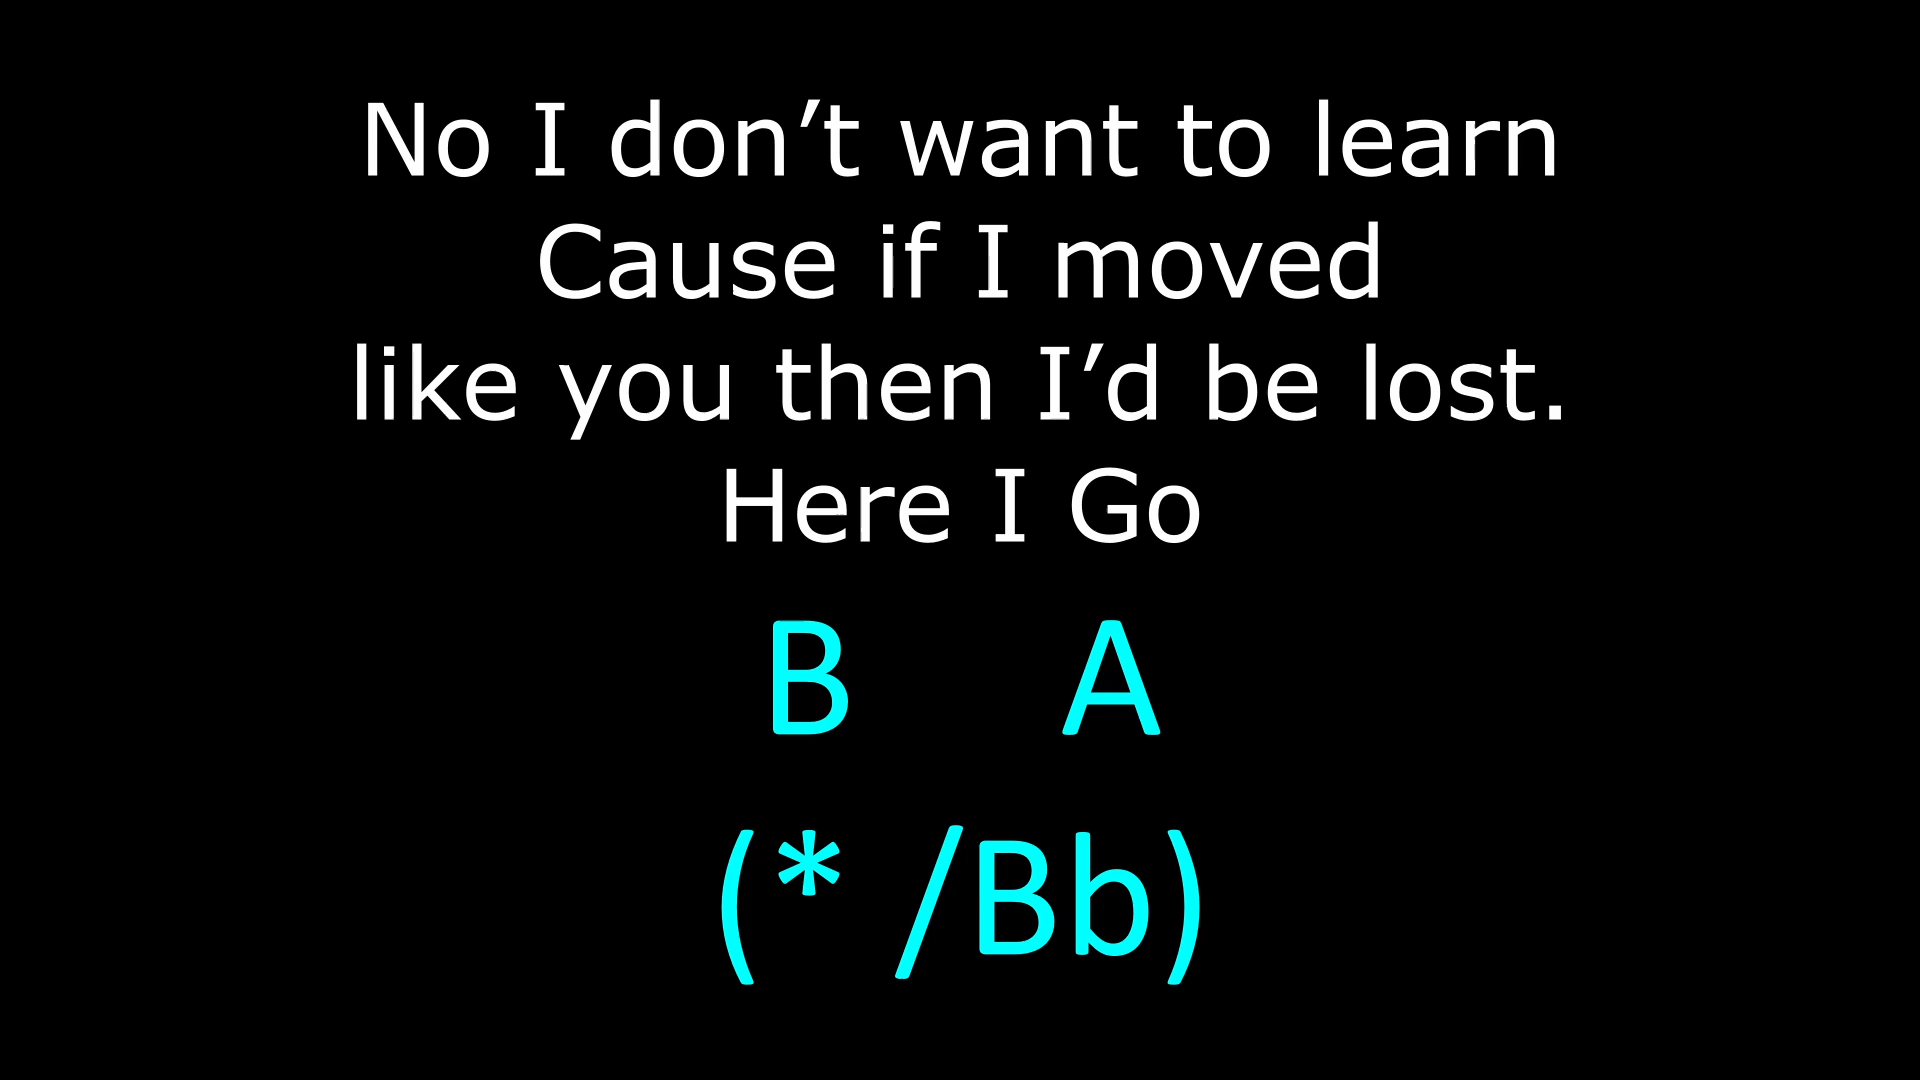 No I don’t want to learn
Cause if I moved
like you then I’d be lost.
Here I Go
B A
(* /Bb)